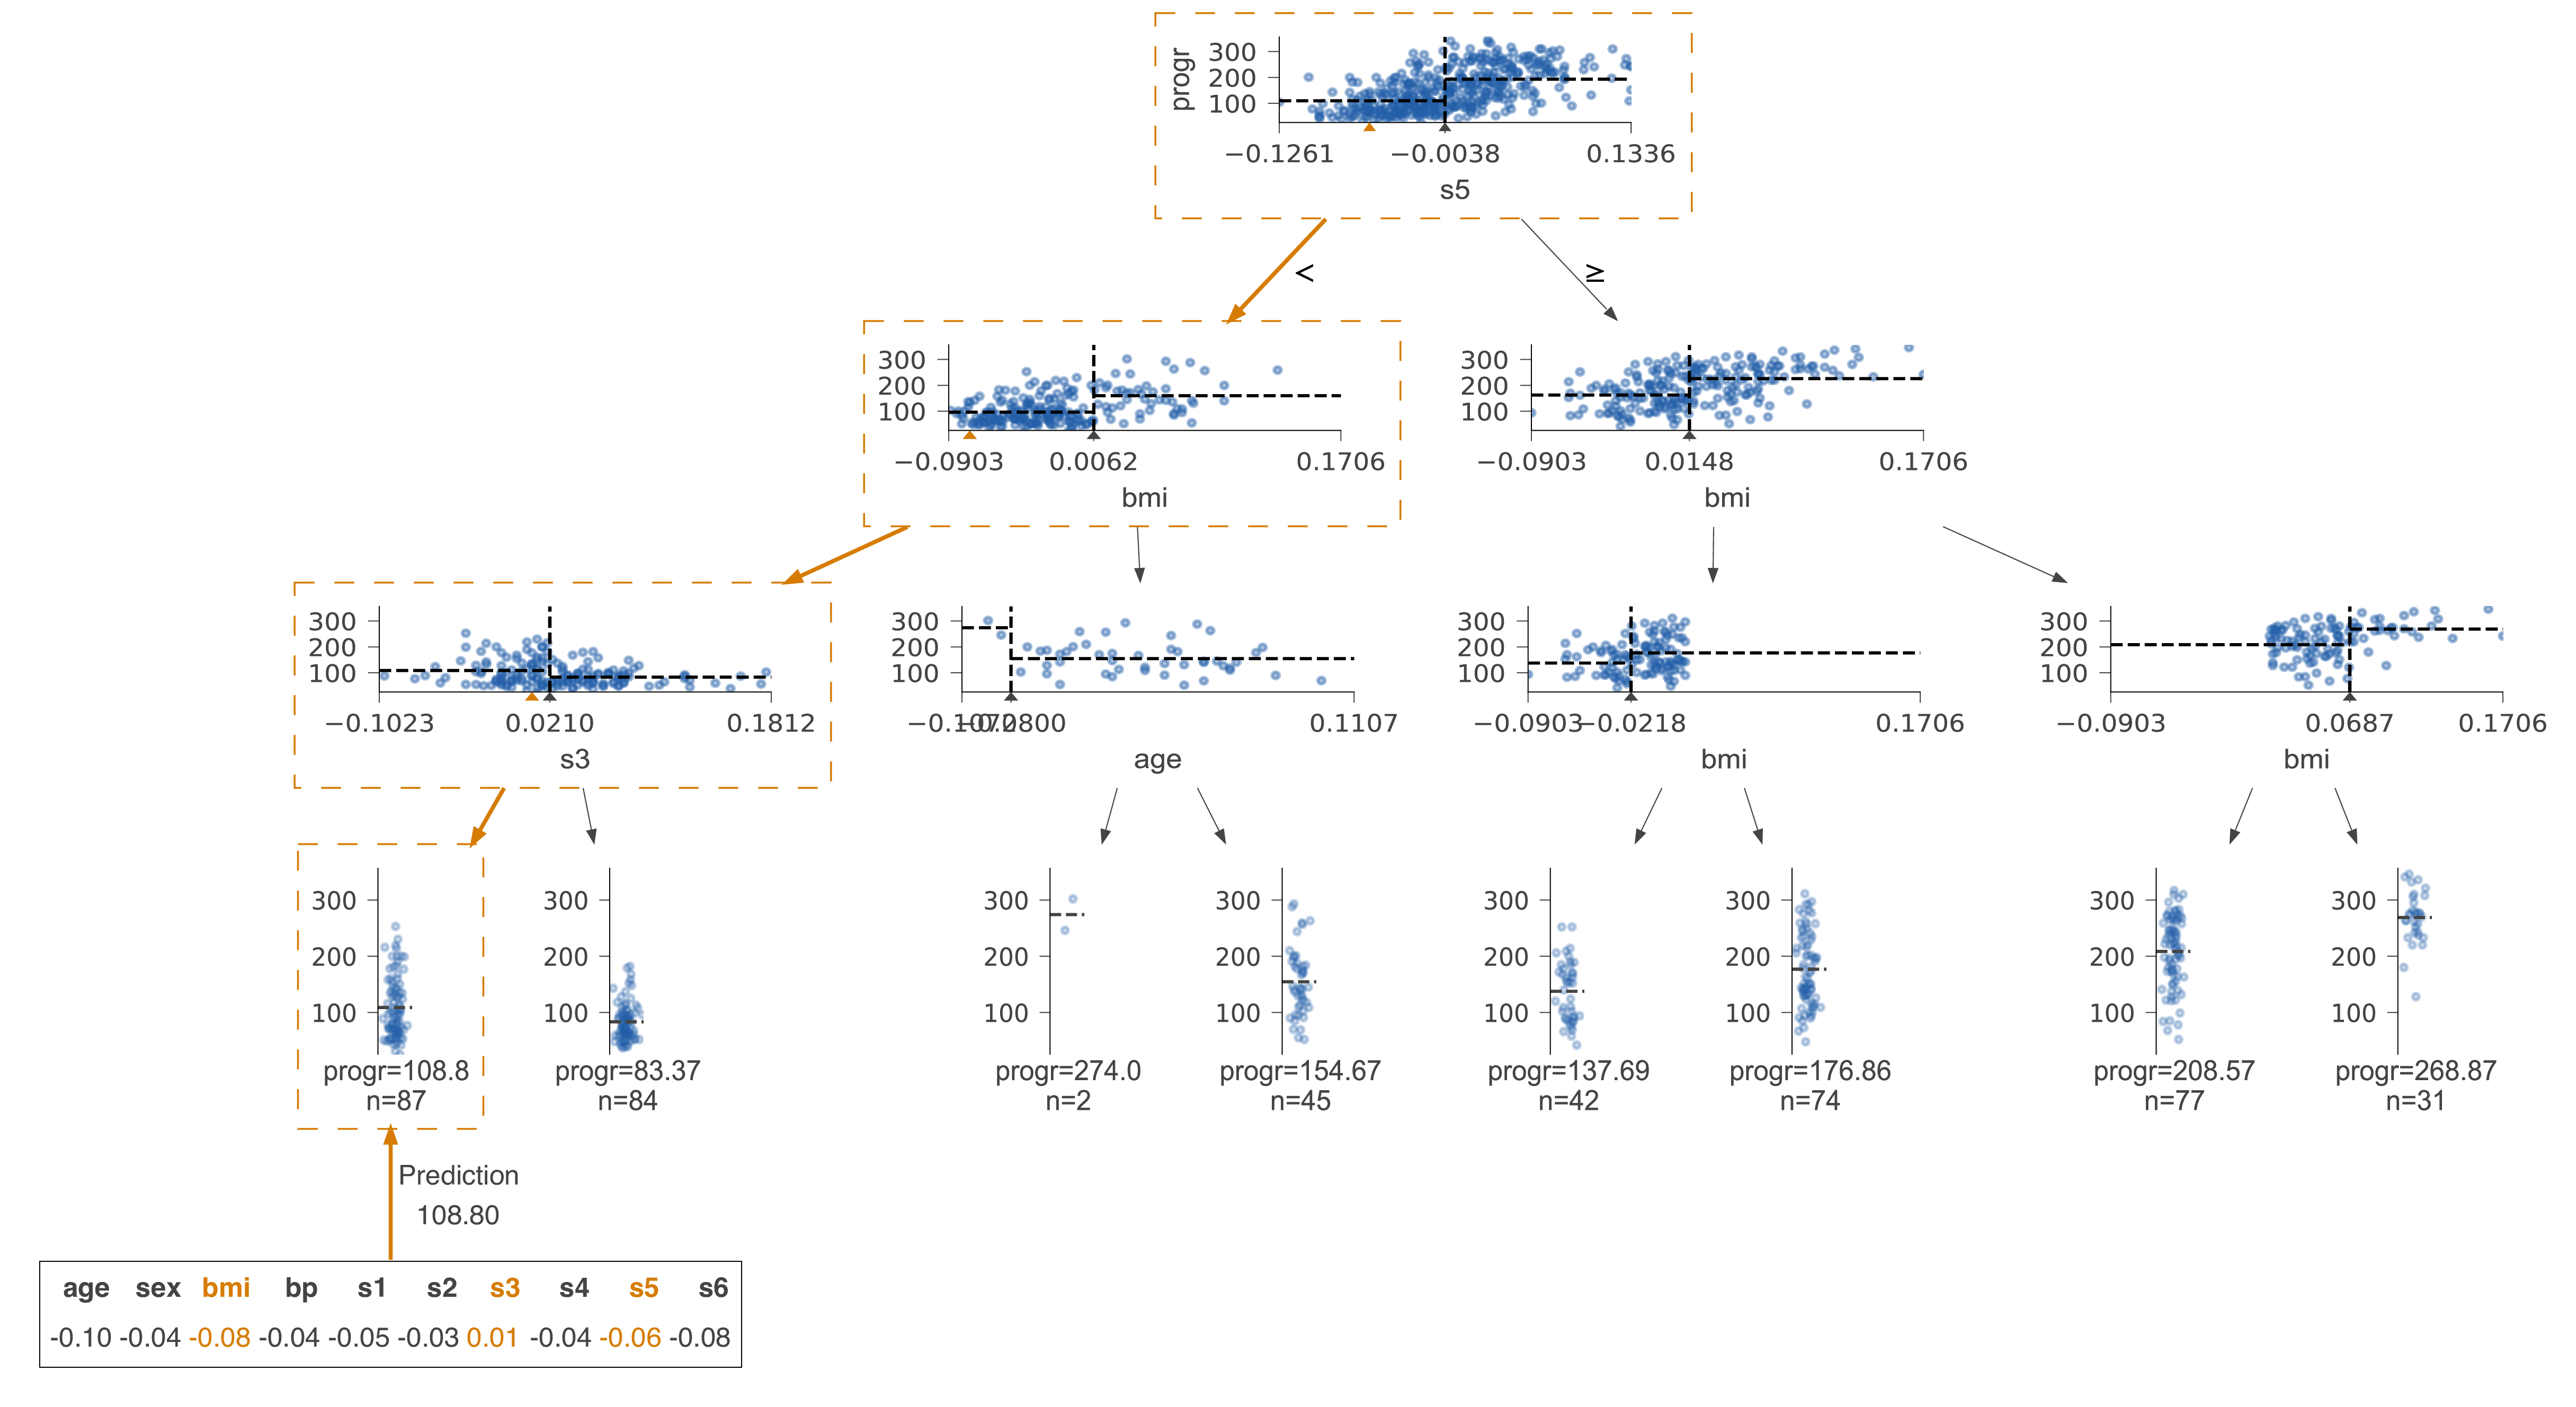 progr
300
200
100
−0.1261 −0.0038 0.1336
s5
< ≥
300
200
100
−0.0903 0.0062 0.1706
bmi
300
200
100
−0.0903 0.0148 0.1706
bmi
300
200
100
−0.1023 0.0210 0.1812
s3
300
200
100
0.1107
age
300
200
100
−0.0903 −0.0218 0.1706
bmi
300
200
100
−0.0903 0.0687 0.1706
bmi
300
200
100
progr=108.8
n=87
300
200
100
progr=83.37
n=84
300
200
100
progr=274.0
n=2
300
200
100
progr=154.67
n=45
300
200
100
progr=137.69
n=42
300
200
100
progr=176.86
n=74
300
200
100
progr=208.57
n=77
300
200
100
progr=268.87
n=31
Prediction
108.80
age sex bmi bp s1 s2 s3 s4 s5 s6
-0.10 -0.04 -0.08 -0.04 -0.05 -0.03 0.01 -0.04 -0.06 -0.08